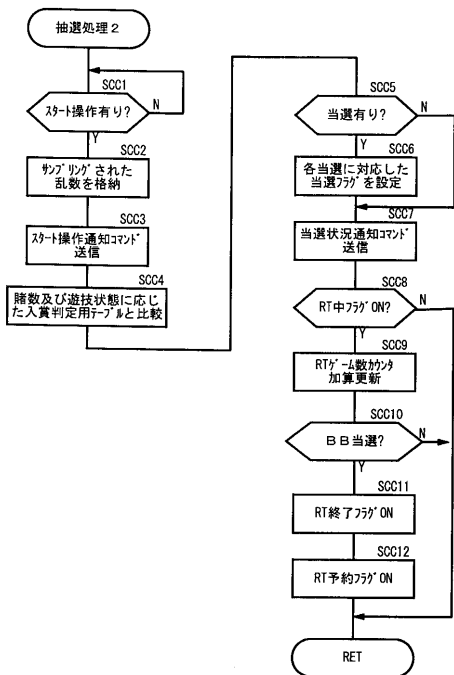 抽選処理2
SCC1
スタート操作有り?
N
Y
SCC2
サンプリングされた
乱数を格納
SCC3
スタート操作通知コマンド
送信
SCC4
賭数及び遊技状態に応じ
た入賞判定用テーブルと比較
SCC5
当選有り?
N
Y
SCC6
各当選に対応した
当選フラグを設定
SCC7
当選状況通知コマンド
送信
SCC8
RT中フラグON?
N
Y
SCC9
RTゲーム数カウンタ
加算更新
SCC10
BB当選?
N
Y
SCC11
RT終了フラグON
SCC12
RT予約フラグON
RET